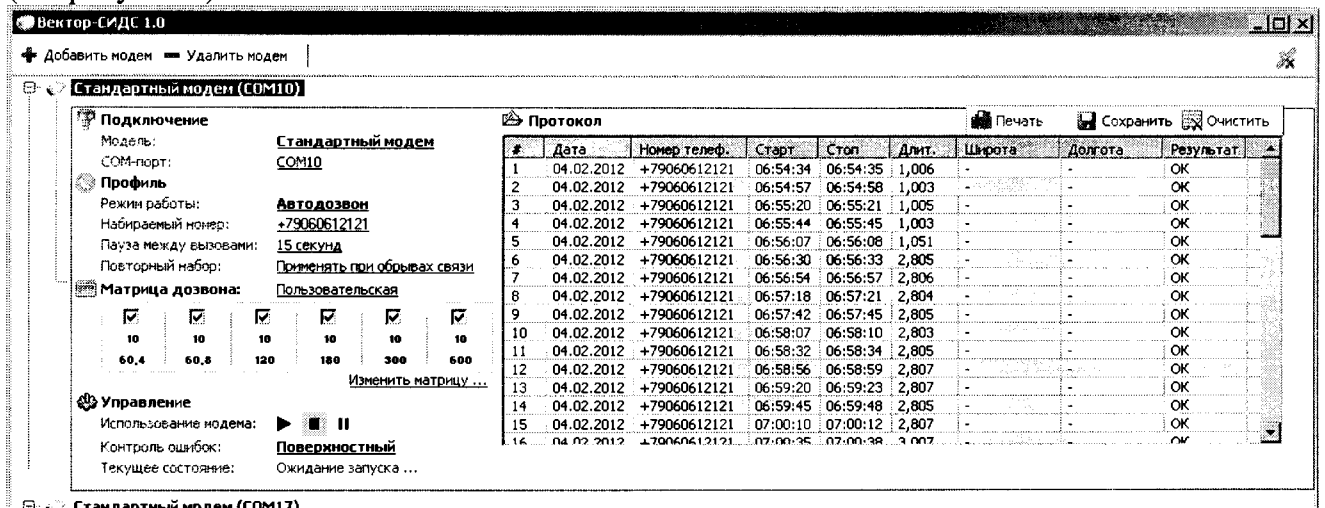 Вектор-СИДС 1.0
Добавить модем Удалить модем
Стандартный модем (COM10)
Подключение
Модель: Стандартный модем
COM-порт: COM10
Профиль
Режим работы: Автодозвон
Набираемый номер: +79060612121
Пауза между вызовами: 15 секунд
Повторный набор: Применять при обрывах связи
Матрица дозвона: Пользовательская
10 10 10 10 10 10
60,4 60,8 120 180 300 600
Изменить матрицу ...
Управление
Использование модема:
Контроль ошибок: Поверхностный
Текущее состояние: Ожидание запуска ...
Протокол Печать Сохранить Очистить
# Дата Номер телеф. Старт Стоп Длит. Широта Долгота Результат
1 04.02.2012 +79060612121 06:54:34 06:54:35 1,006 - - OK
2 04.02.2012 +79060612121 06:54:57 06:54:58 1,003 - - OK
3 04.02.2012 +79060612121 06:55:20 06:55:21 1,005 - - OK
4 04.02.2012 +79060612121 06:55:44 06:55:45 1,003 - - OK
5 04.02.2012 +79060612121 06:56:07 06:56:08 1,051 - - OK
6 04.02.2012 +79060612121 06:56:30 06:56:33 2,805 - - OK
7 04.02.2012 +79060612121 06:56:54 06:56:57 2,806 - - OK
8 04.02.2012 +79060612121 06:57:18 06:57:21 2,804 - - OK
9 04.02.2012 +79060612121 06:57:42 06:57:45 2,805 - - OK
10 04.02.2012 +79060612121 06:58:07 06:58:10 2,803 - - OK
11 04.02.2012 +79060612121 06:58:32 06:58:34 2,805 - - OK
12 04.02.2012 +79060612121 06:58:56 06:58:59 2,807 - - OK
13 04.02.2012 +79060612121 06:59:20 06:59:23 2,807 - - OK
14 04.02.2012 +79060612121 06:59:45 06:59:48 2,805 - - OK
15 04.02.2012 +79060612121 07:00:10 07:00:12 2,807 - - OK
16 04.02.2012 +79060612121 07:00:35 07:00:38 3,007 - - OK
Стандартный модем (COM17)